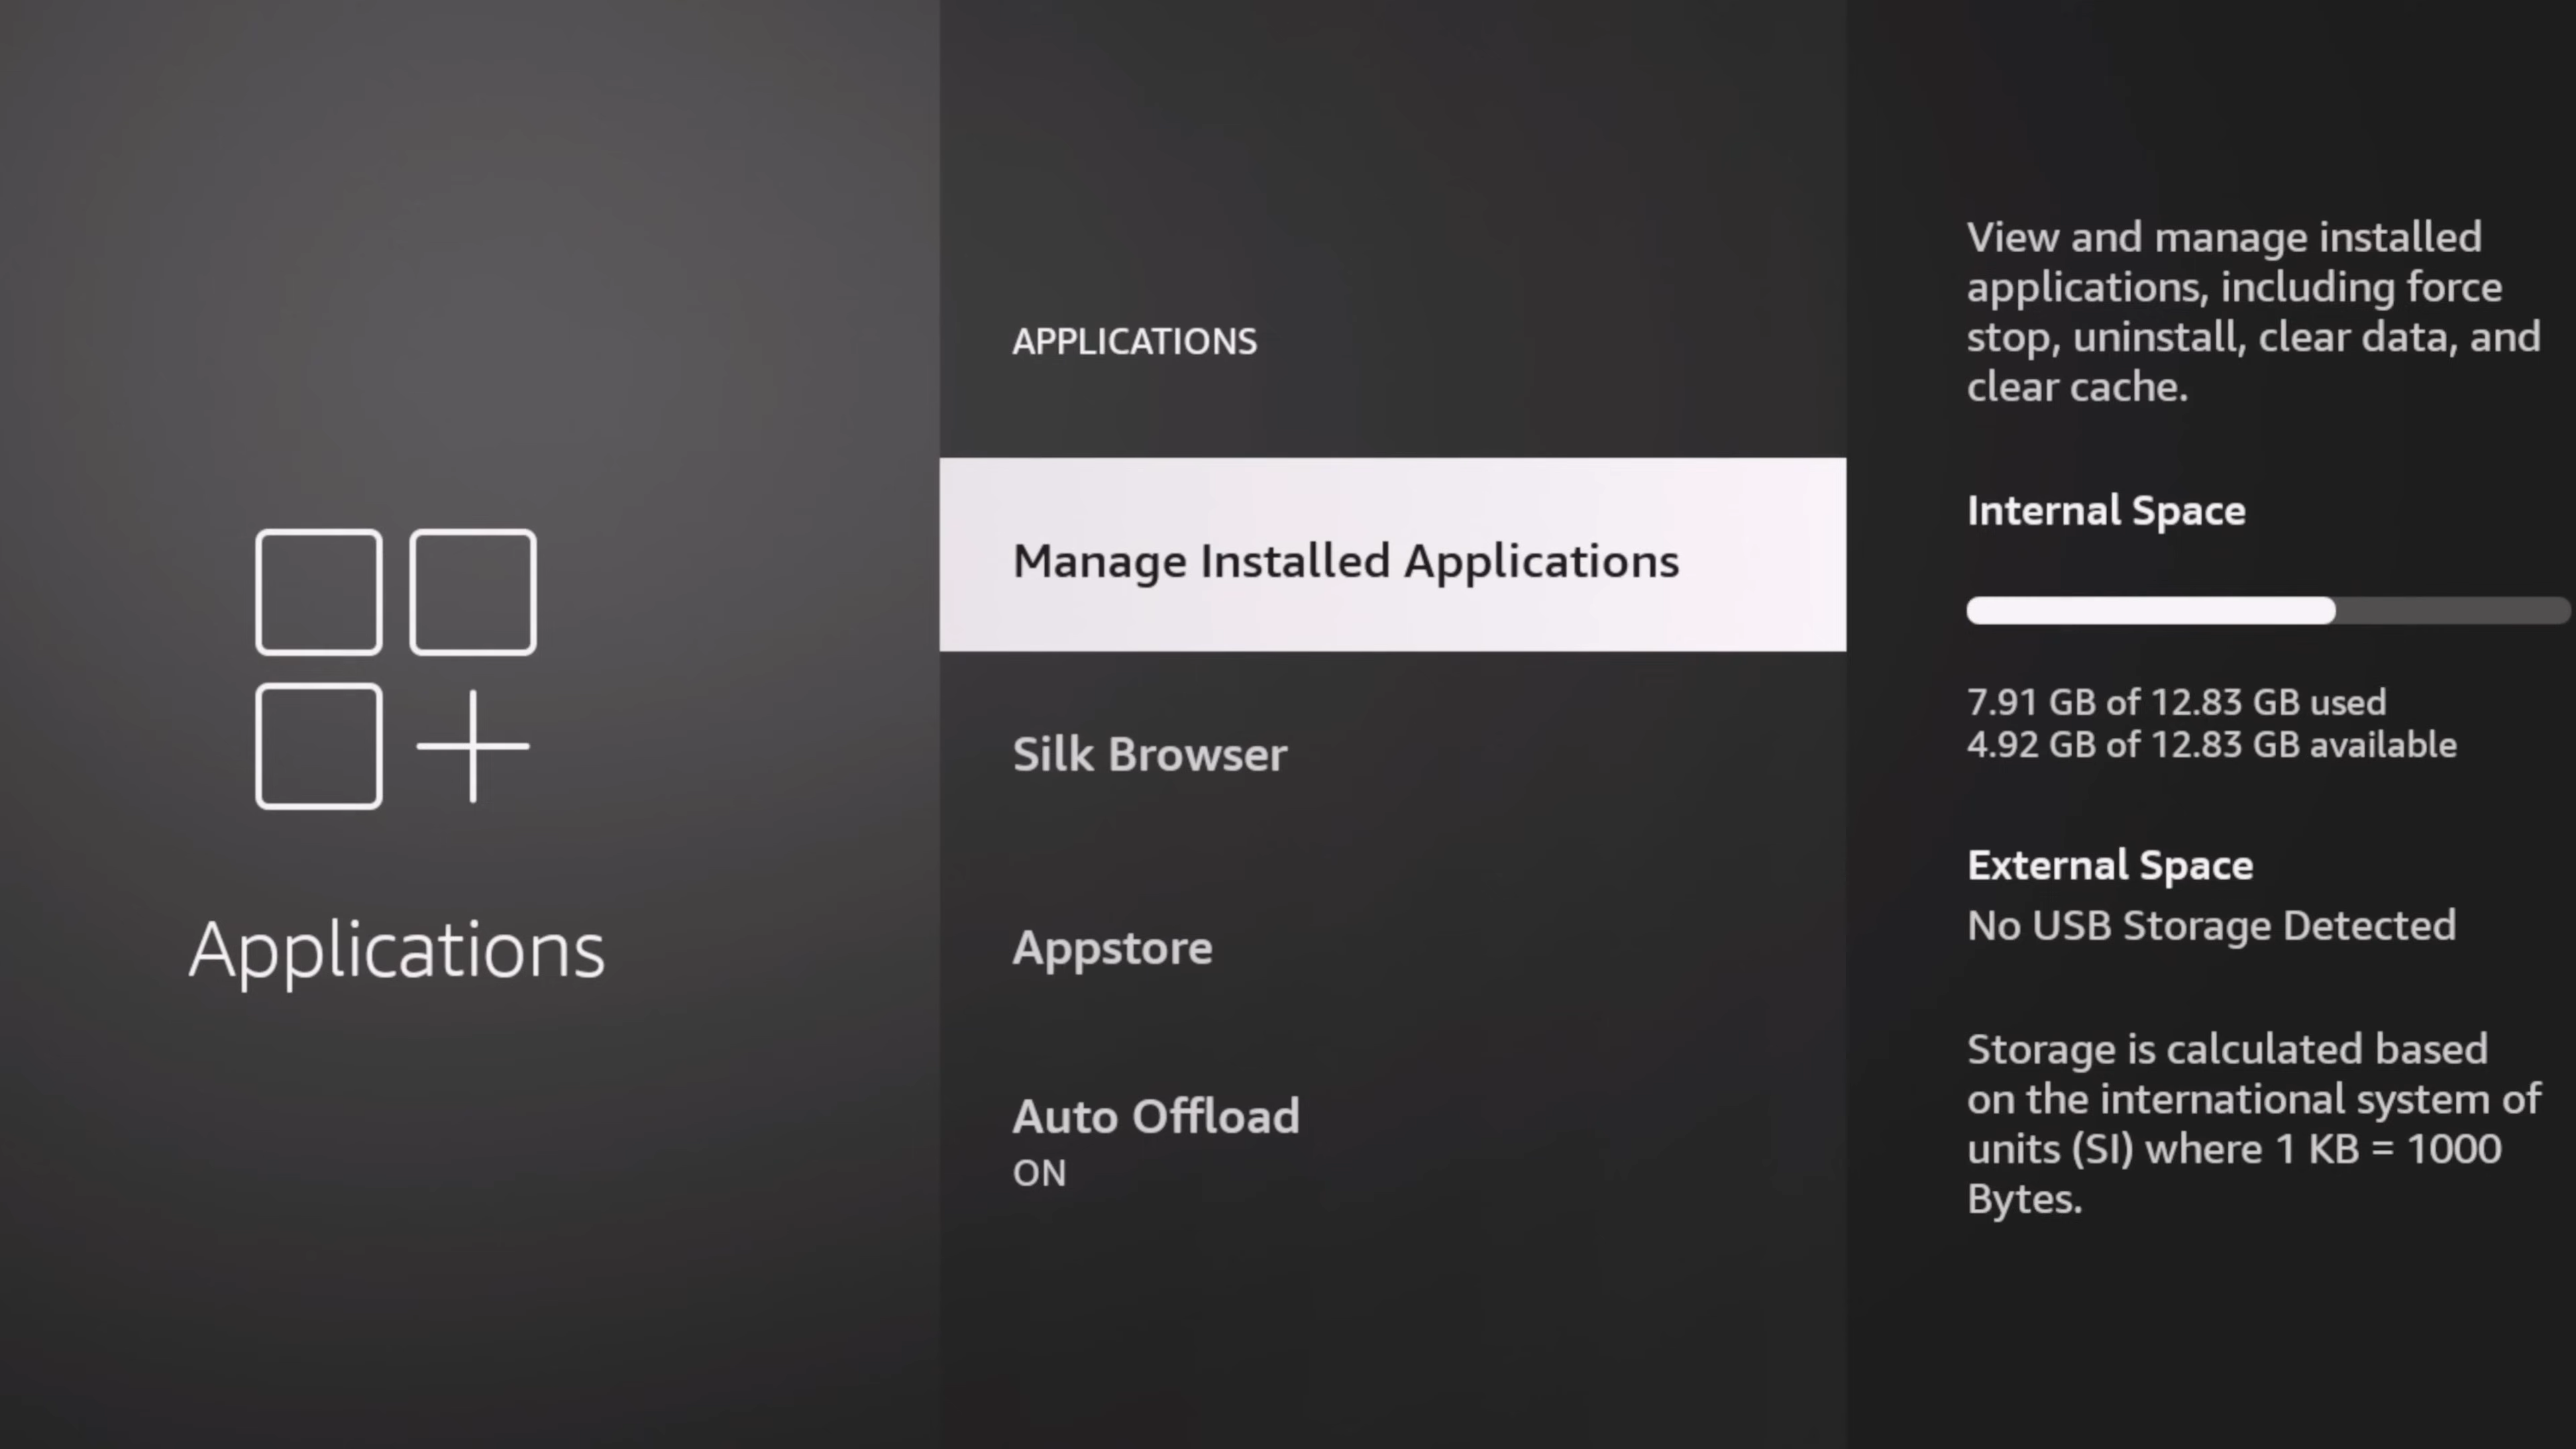 Applications
APPLICATIONS
Manage Installed Applications
Silk Browser
Appstore
Auto Offload
ON
View and manage installed
applications, including force
stop, uninstall, clear data, and
clear cache.
Internal Space
7.91 GB of 12.83 GB used
4.92 GB of 12.83 GB available
External Space
No USB Storage Detected
Storage is calculated based
on the international system of
units (SI) where 1 KB = 1000
Bytes.